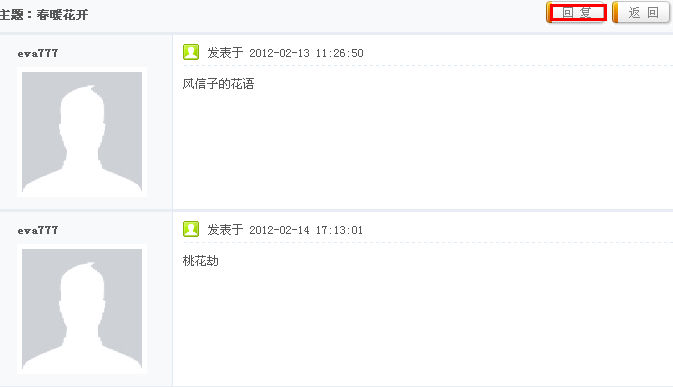 主题：春暖花开
回 复
返 回
eva777
发表于 2012-02-13 11:26:50
风信子的花语
eva777
发表于 2012-02-14 17:13:01
桃花劫